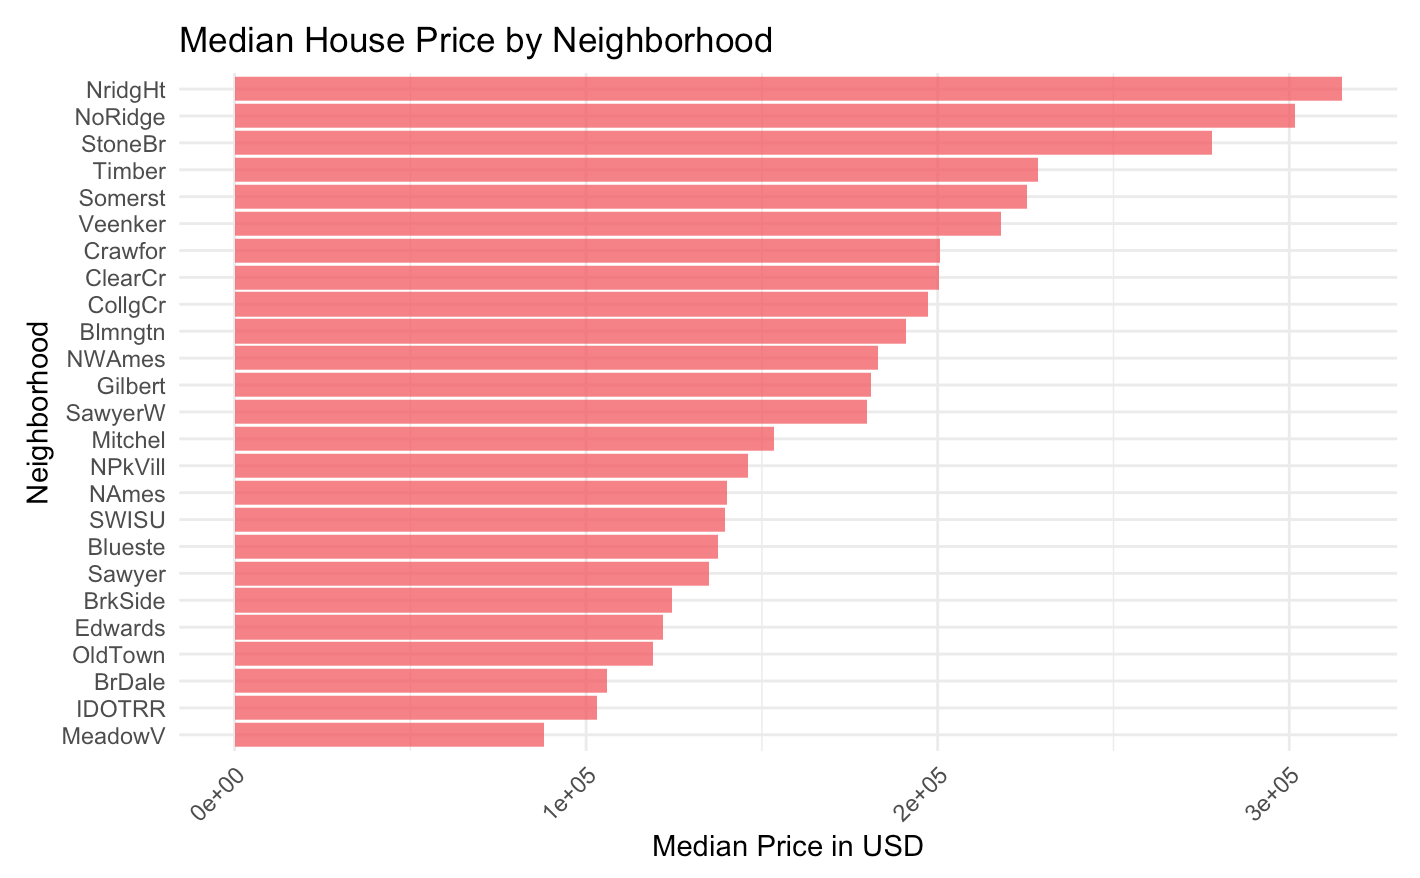 Median House Price by Neighborhood
Neighborhood
NridgHt
NoRidge
StoneBr
Timber
Somerst
Veenker
Crawfor
ClearCr
CollgCr
Blmngtn
NWAmes
Gilbert
SawyerW
Mitchel
NPkVill
NAmes
SWISU
Blueste
Sawyer
BrkSide
Edwards
OldTown
BrDale
IDOTRR
MeadowV
0e+00
1e+05
2e+05
3e+05
Median Price in USD